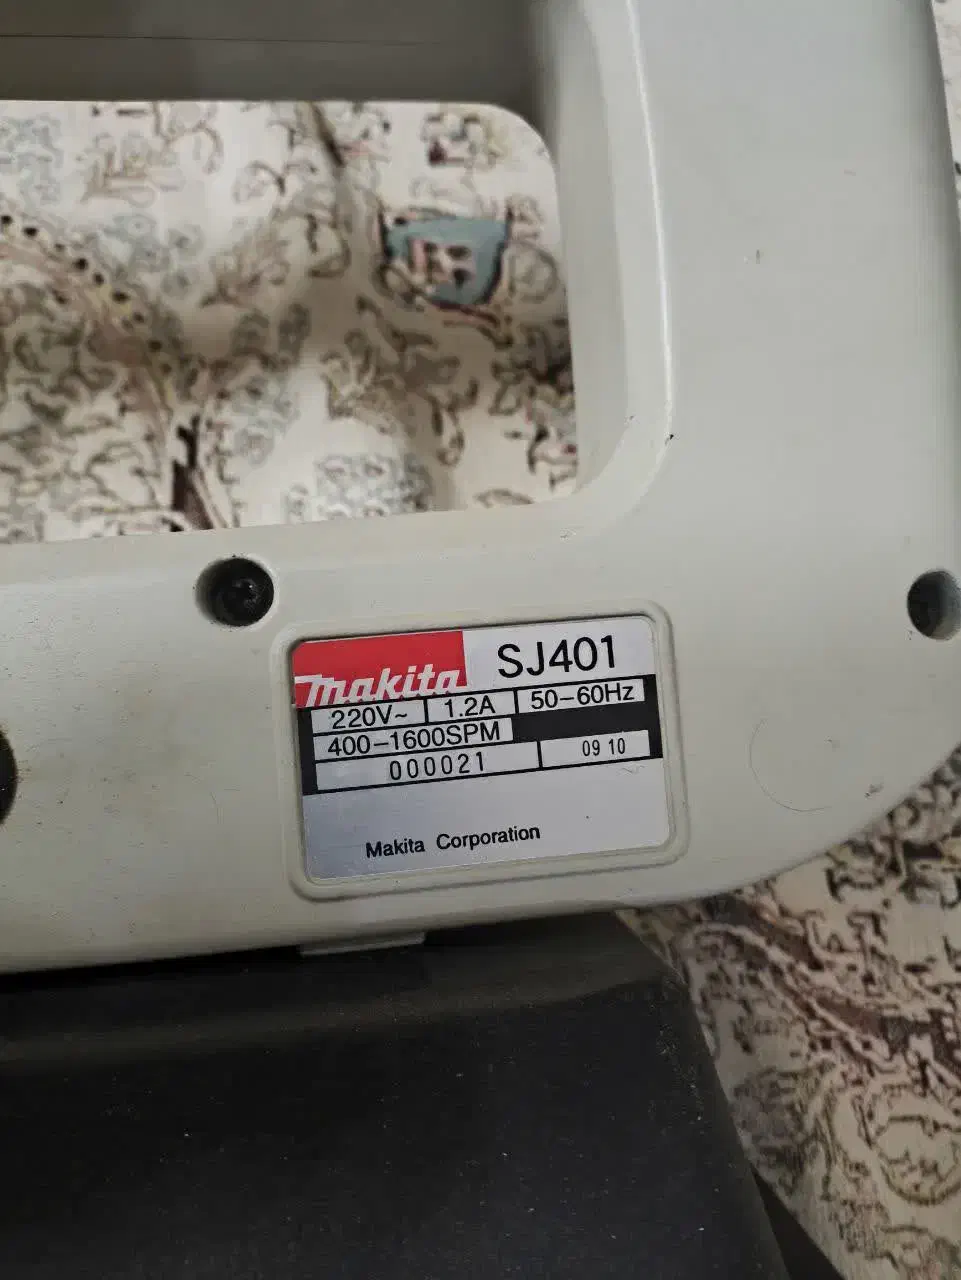 makita SJ401
220V~ 1.2A 50-60Hz
400-1600SPM
000021 09 10
Makita Corporation